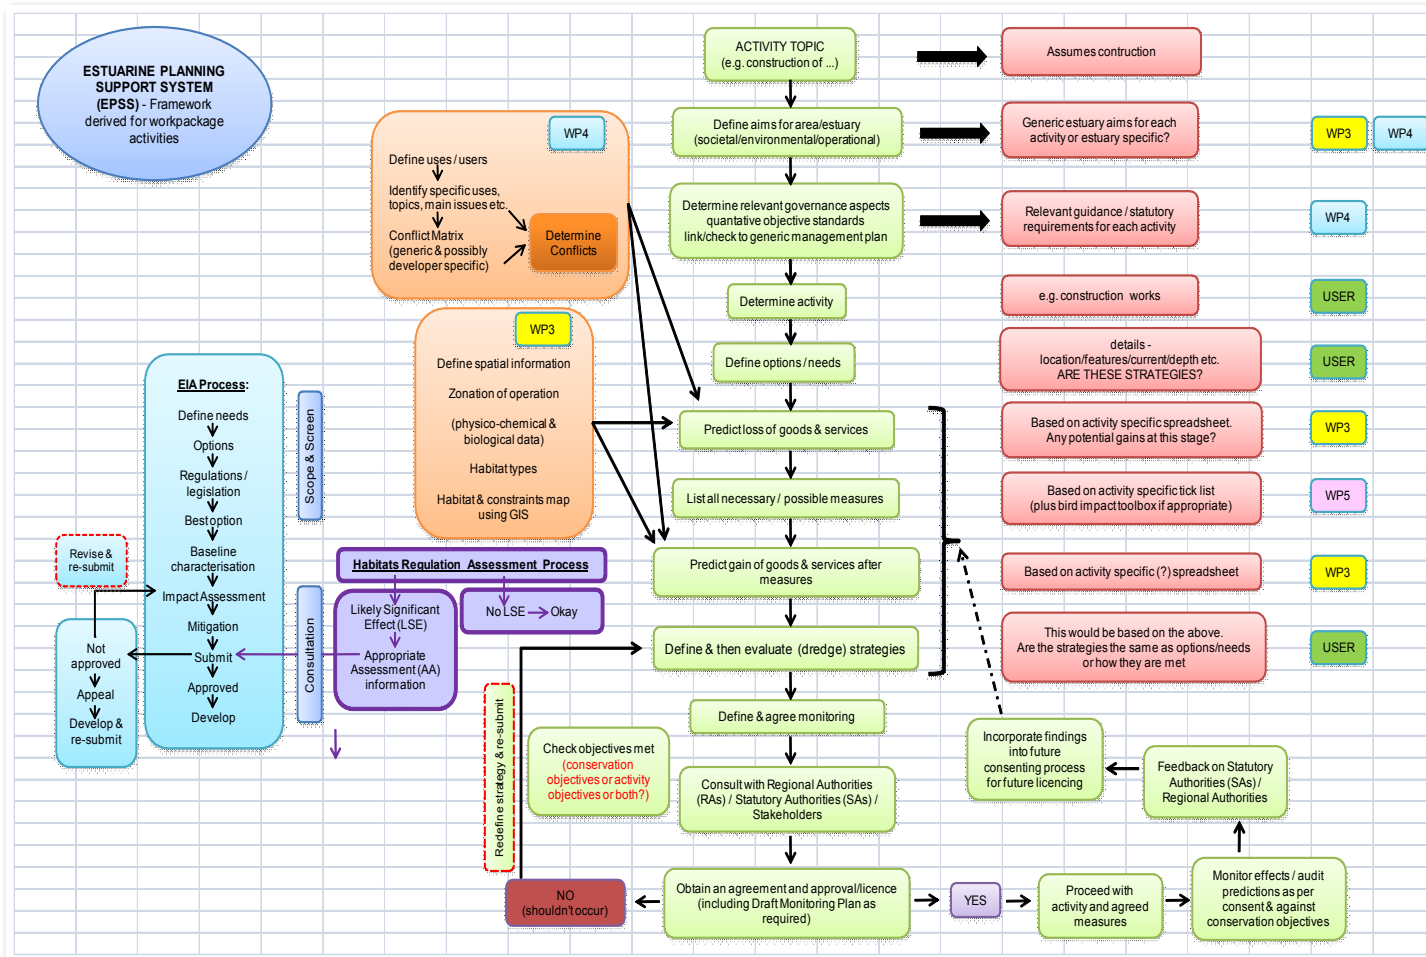 ESTUARINE PLANNING
SUPPORT SYSTEM
(EPSS) - Framework
derived for workpackage
activities
ACTIVITY TOPIC
(e.g. construction of ...)
Assumes contruction
Define aims for area/estuary
(societal/environmental/operational)
Generic estuary aims for each
activity or estuary specific?
WP3
WP4
Determine relevant governance aspects
quantative objective standards
link/check to generic management plan
Relevant guidance / statutory
requirements for each activity
WP4
Determine activity
e.g. construction works
USER
Define options / needs
details -
location/features/current/depth etc.
ARE THESE STRATEGIES?
USER
Predict loss of goods & services
Based on activity specific spreadsheet.
Any potential gains at this stage?
WP3
List all necessary / possible measures
Based on activity specific tick list
(plus bird impact toolbox if appropriate)
WP5
Predict gain of goods & services after
measures
Based on activity specific (?) spreadsheet
WP3
Define & then evaluate (dredge) strategies
This would be based on the above.
Are the strategies the same as options/needs
or how they are met
USER
Define & agree monitoring
Consult with Regional Authorities
(RAs) / Statutory Authorities (SAs) /
Stakeholders
Obtain an agreement and approval/licence
(including Draft Monitoring Plan as
required)
WP4
Define uses / users
Identify specific uses,
topics, main issues etc.
Conflict Matrix
(generic & possibly
developer specific)
Determine
Conflicts
WP3
Define spatial information
Zonation of operation
(physico-chemical &
biological data)
Habitat types
Habitat & constraints map
using GIS
EIA Process:
Define needs
Options
Regulations /
legislation
Best option
Baseline
characterisation
Impact Assessment
Mitigation
Submit
Approved
Develop
Scope & Screen
Consultation
Revise &
re-submit
Not
approved
Appeal
Develop &
re-submit
Habitats Regulation Assessment Process
Likely Significant
Effect (LSE)
Appropriate
Assessment (AA)
information
No LSE
Okay
Redefine strategy & re-submit
Check objectives met
(conservation
objectives or activity
objectives or both?)
NO
(shouldn't occur)
YES
Proceed with
activity and agreed
measures
Monitor effects / audit
predictions as per
consent & against
conservation objectives
Feedback on Statutory
Authorities (SAs) /
Regional Authorities
Incorporate findings
into future
consenting process
for future licencing